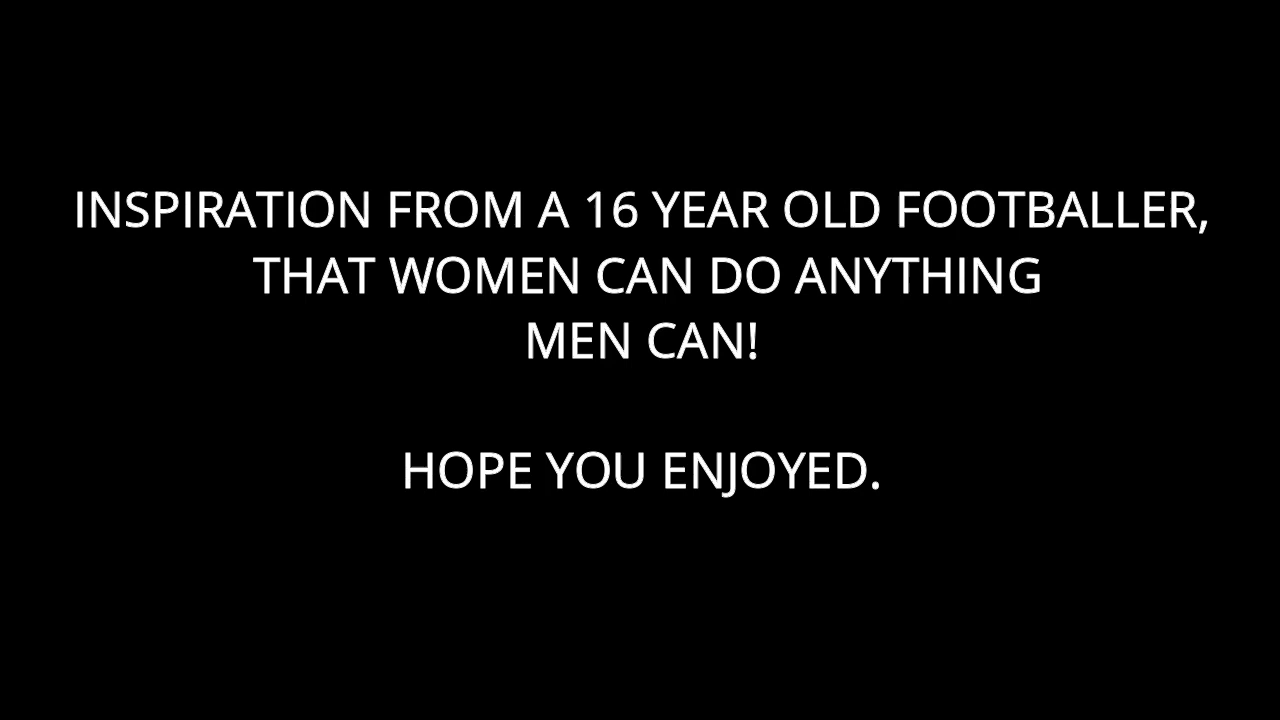 INSPIRATION FROM A 16 YEAR OLD FOOTBALLER,
THAT WOMEN CAN DO ANYTHING
MEN CAN!
HOPE YOU ENJOYED.